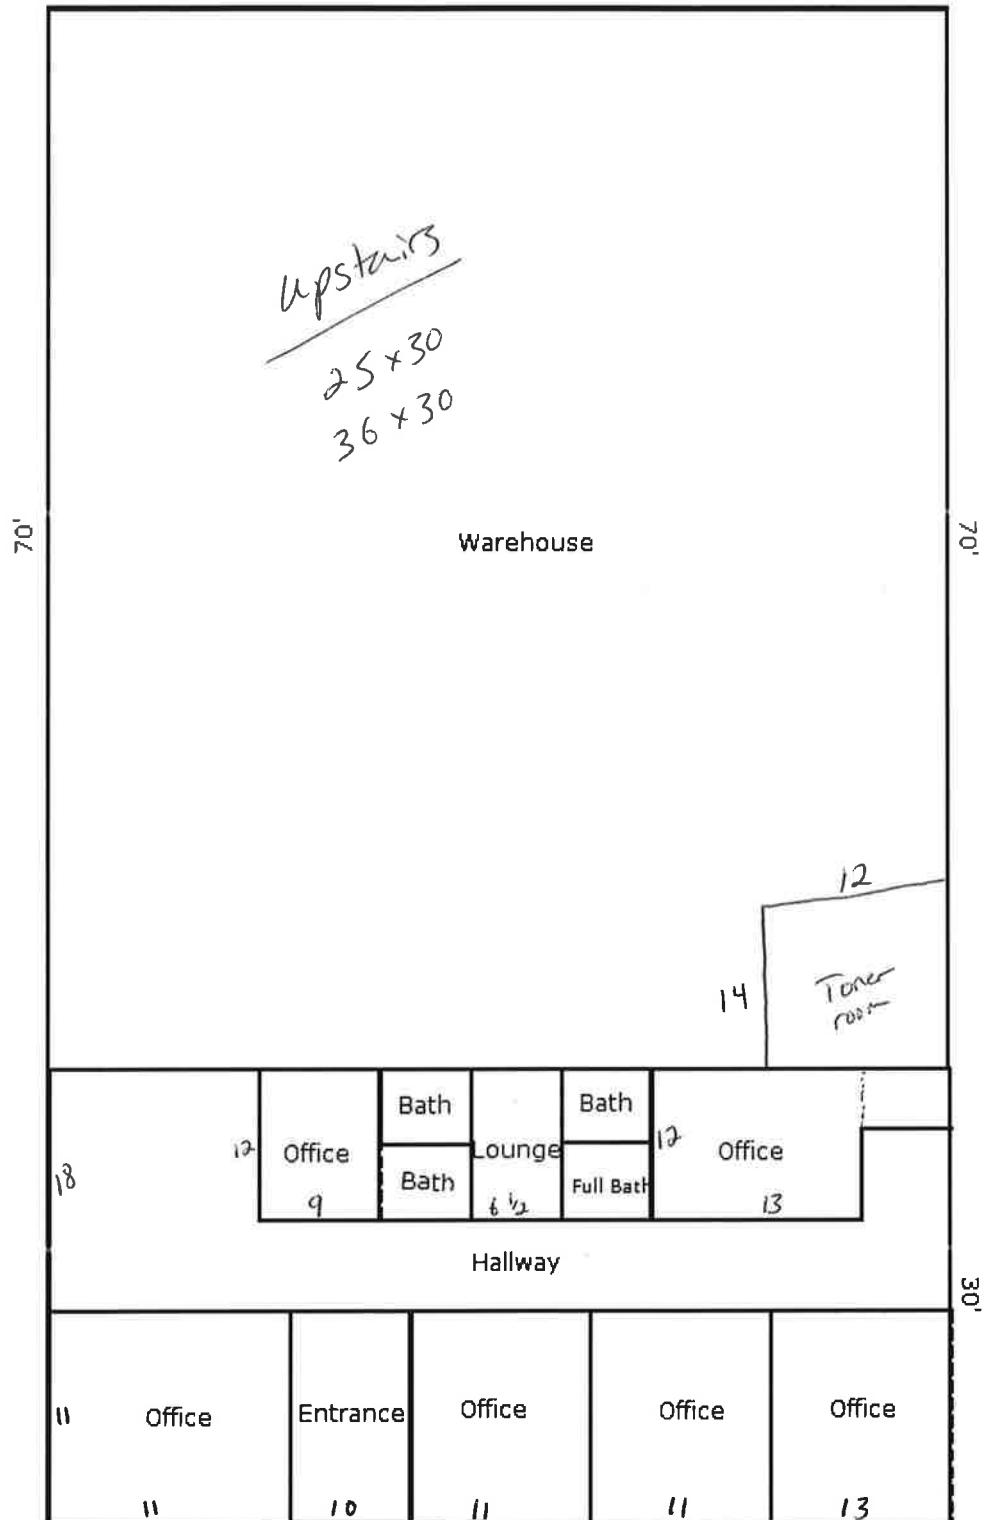 Upstairs
25 x 30
36 x 30
70'
Warehouse
70'
12
14
Toner
room
Bath
Bath
12
Office
Lounge
12
Office
18
Bath
Full Bath
9
6 1/2
13
Hallway
30'
11
Office
Entrance
Office
Office
Office
11
10
11
11
13